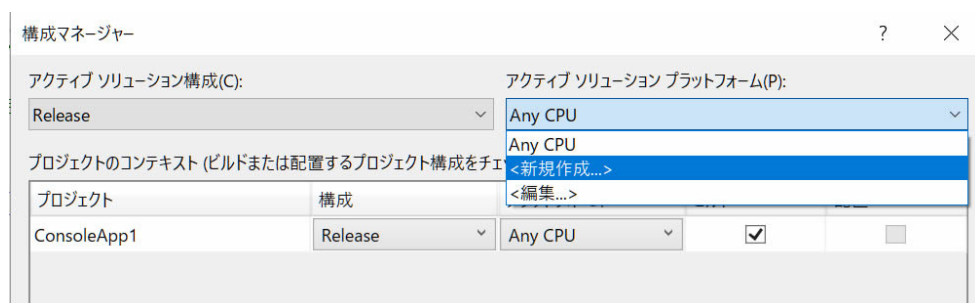 構成マネージャー ?
アクティブ ソリューション構成(C): アクティブ ソリューション プラットフォーム(P):
Release Any CPU
Any CPU
プロジェクトのコンテキスト (ビルドまたは配置するプロジェクト構成をチェ <新規作成...>
<編集...>
プロジェクト 構成
ConsoleApp1 Release Any CPU